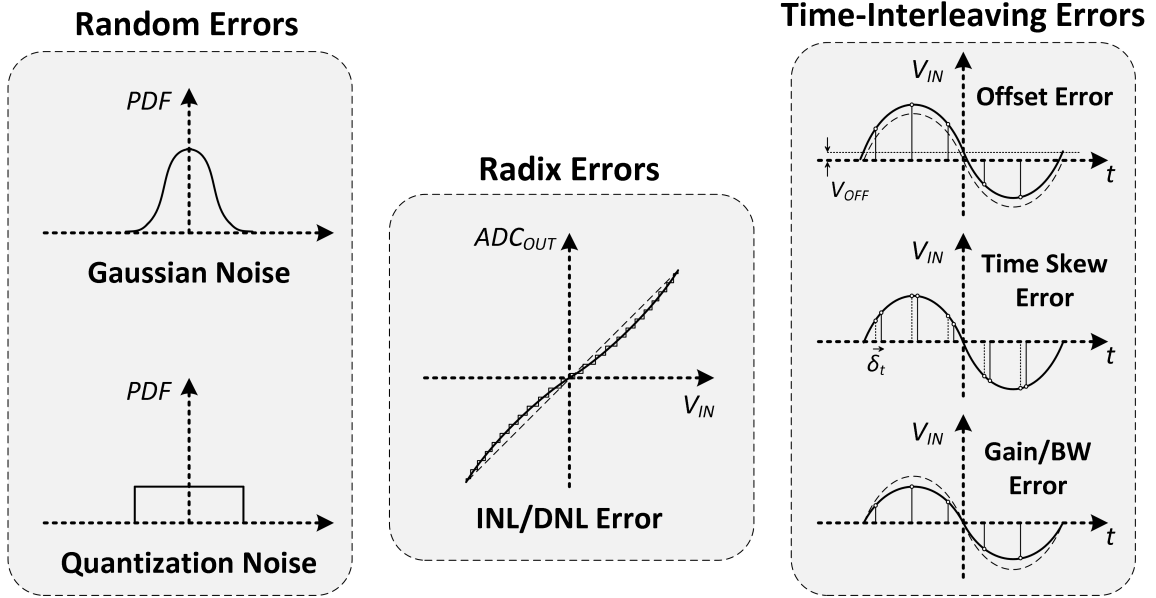 Random Errors
PDF
Gaussian Noise
PDF
Quantization Noise
Radix Errors
ADC_OUT
V_IN
INL/DNL Error
Time-Interleaving Errors
V_IN
Offset Error
V_OFF
t
V_IN
Time Skew
Error
δ_t
t
V_IN
Gain/BW
Error
t